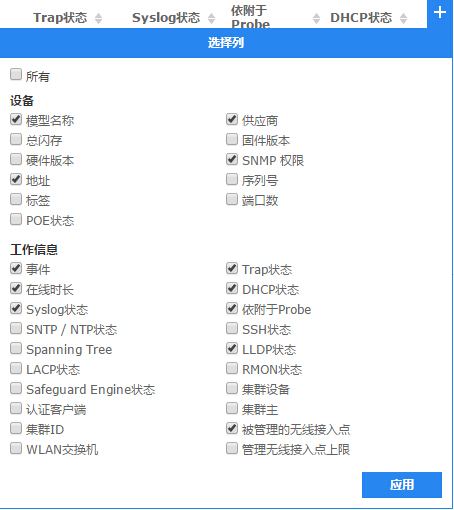 Trap状态 Syslog状态 依附于 DHCP状态
Probe
选择列
所有
设备
模型名称 供应商
总闪存 固件版本
硬件版本 SNMP 权限
地址 序列号
标签 端口数
POE状态
工作信息
事件 Trap状态
在线时长 DHCP状态
Syslog状态 依附于Probe
SNTP / NTP状态 SSH状态
Spanning Tree LLDP状态
LACP状态 RMON状态
Safeguard Engine状态 集群设备
认证客户端 集群主
集群ID 被管理的无线接入点
WLAN交换机 管理无线接入点上限
应用